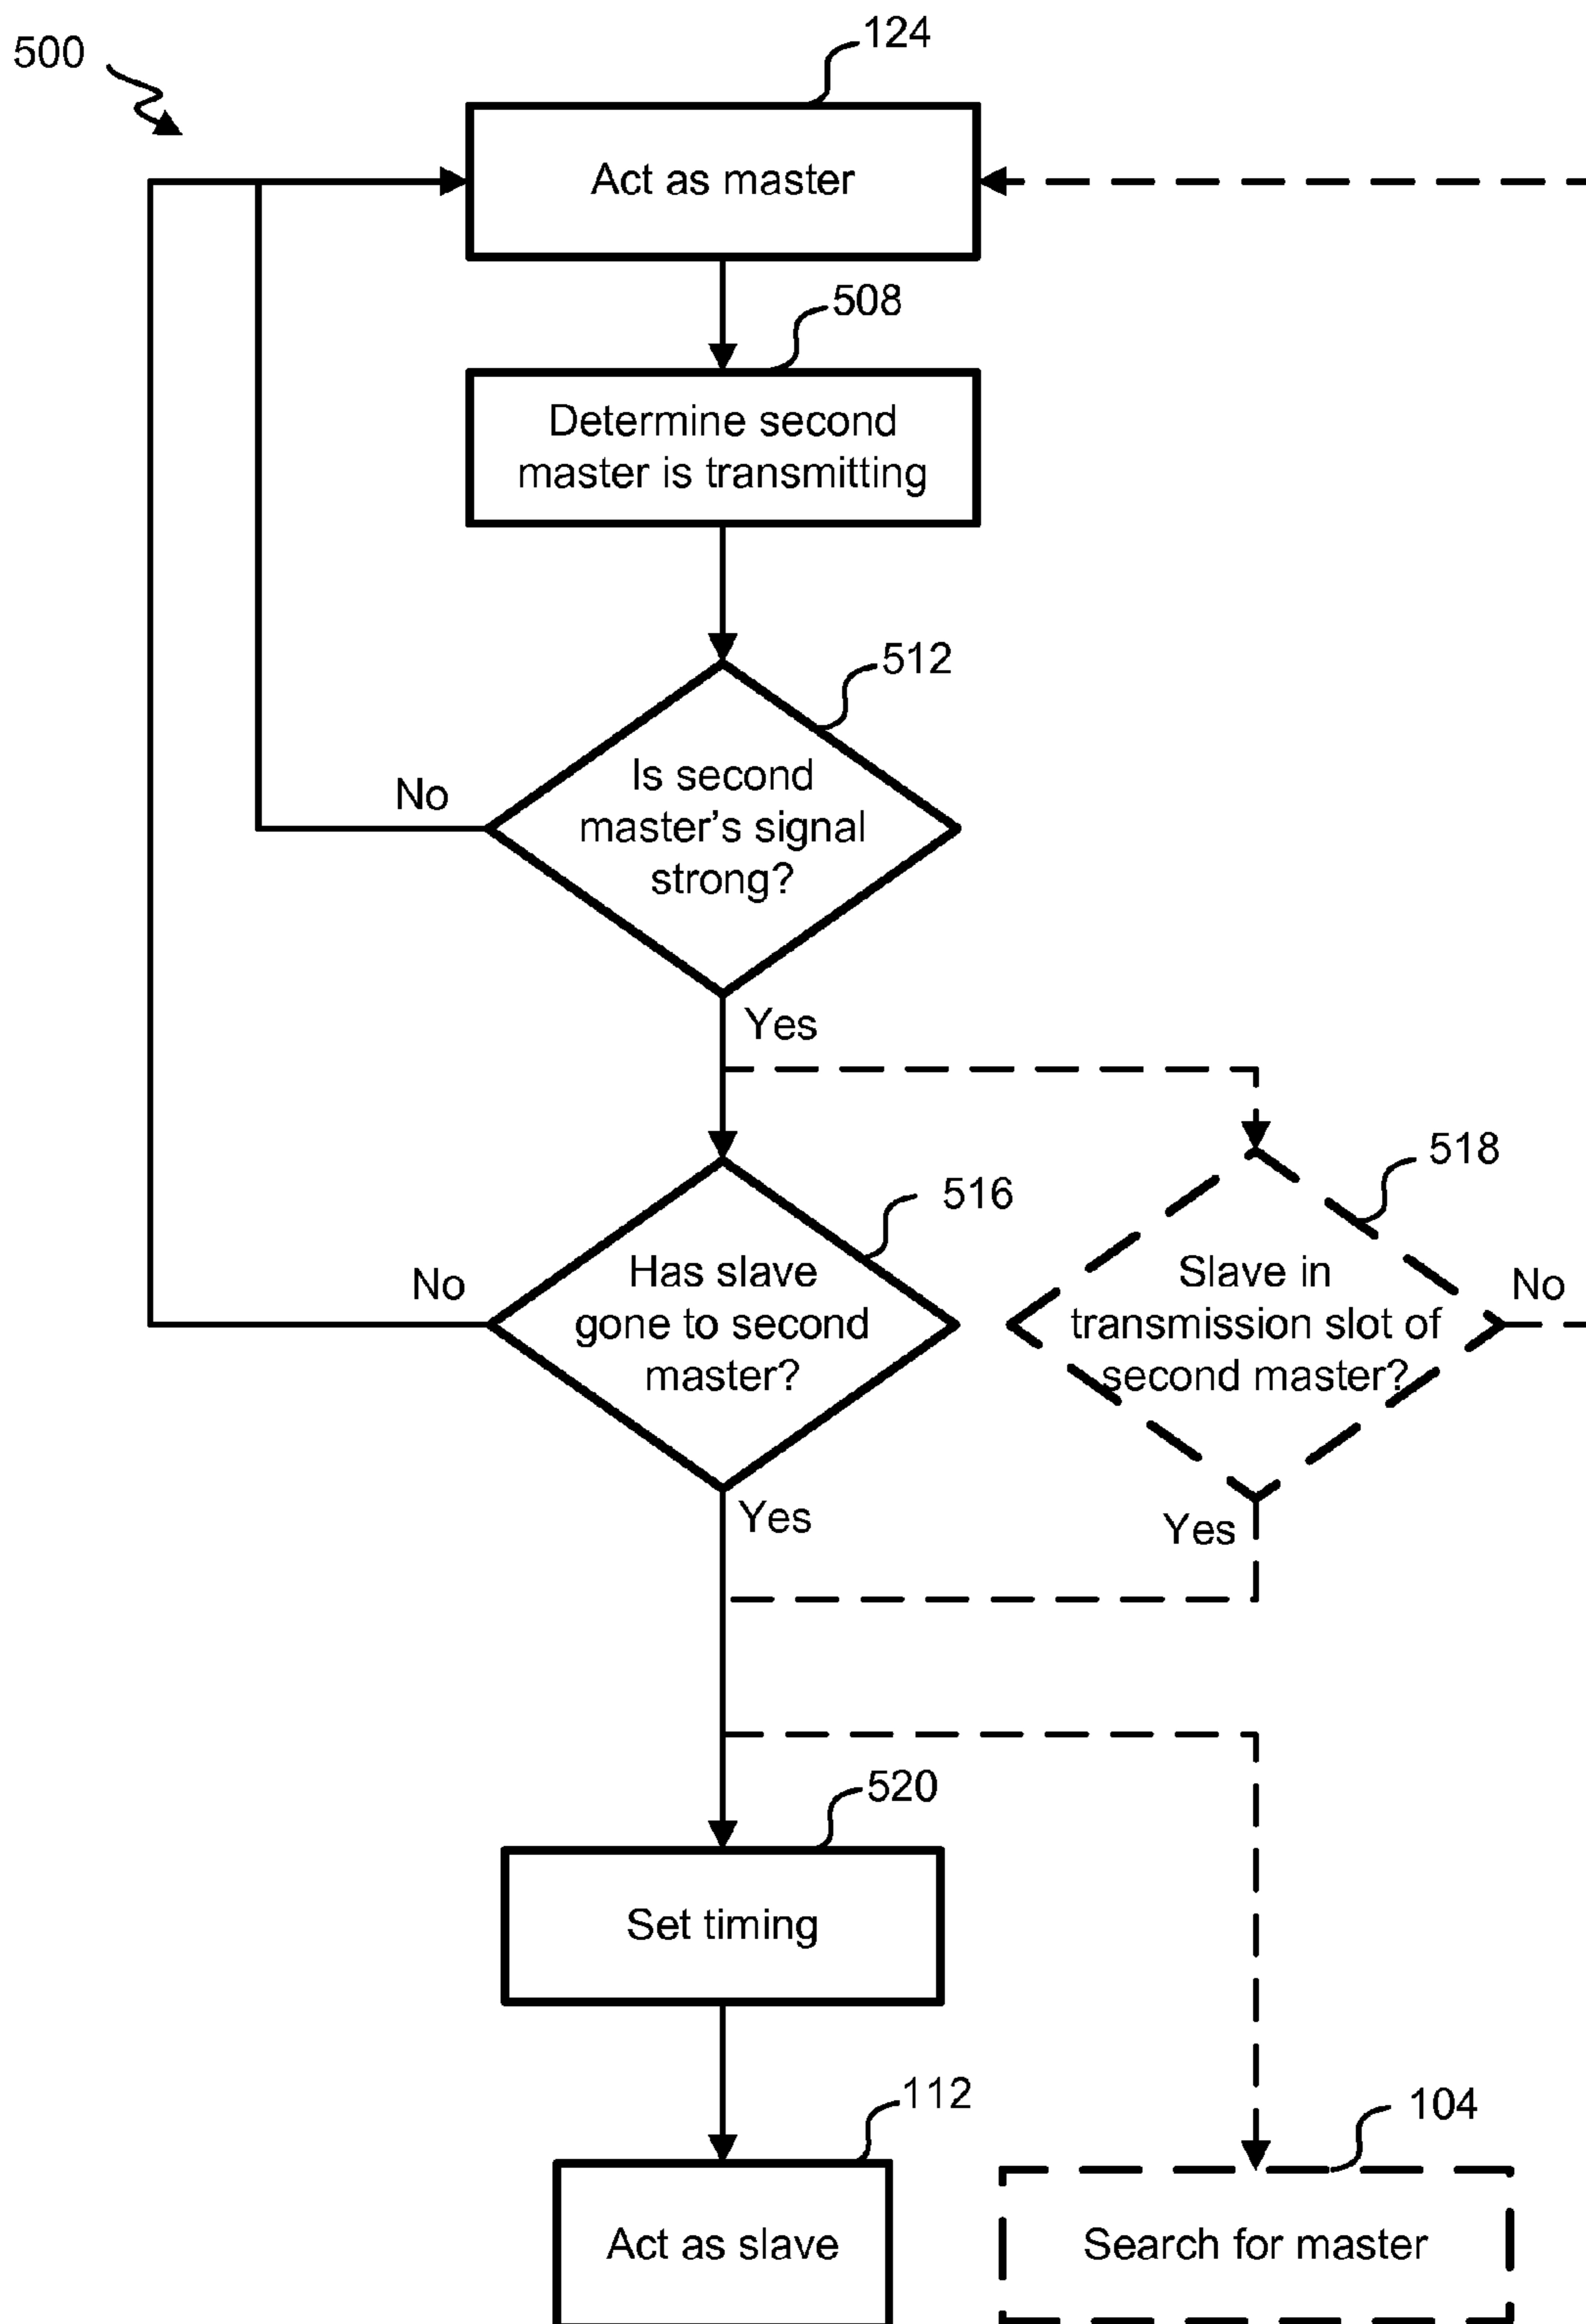 500
124
Act as master
508
Determine second
master is transmitting
512
Is second
master's signal
strong?
No
Yes
516
518
Has slave
gone to second
master?
No
Slave in
transmission slot of
second master?
No
Yes
Yes
520
Set timing
112
104
Act as slave
Search for master